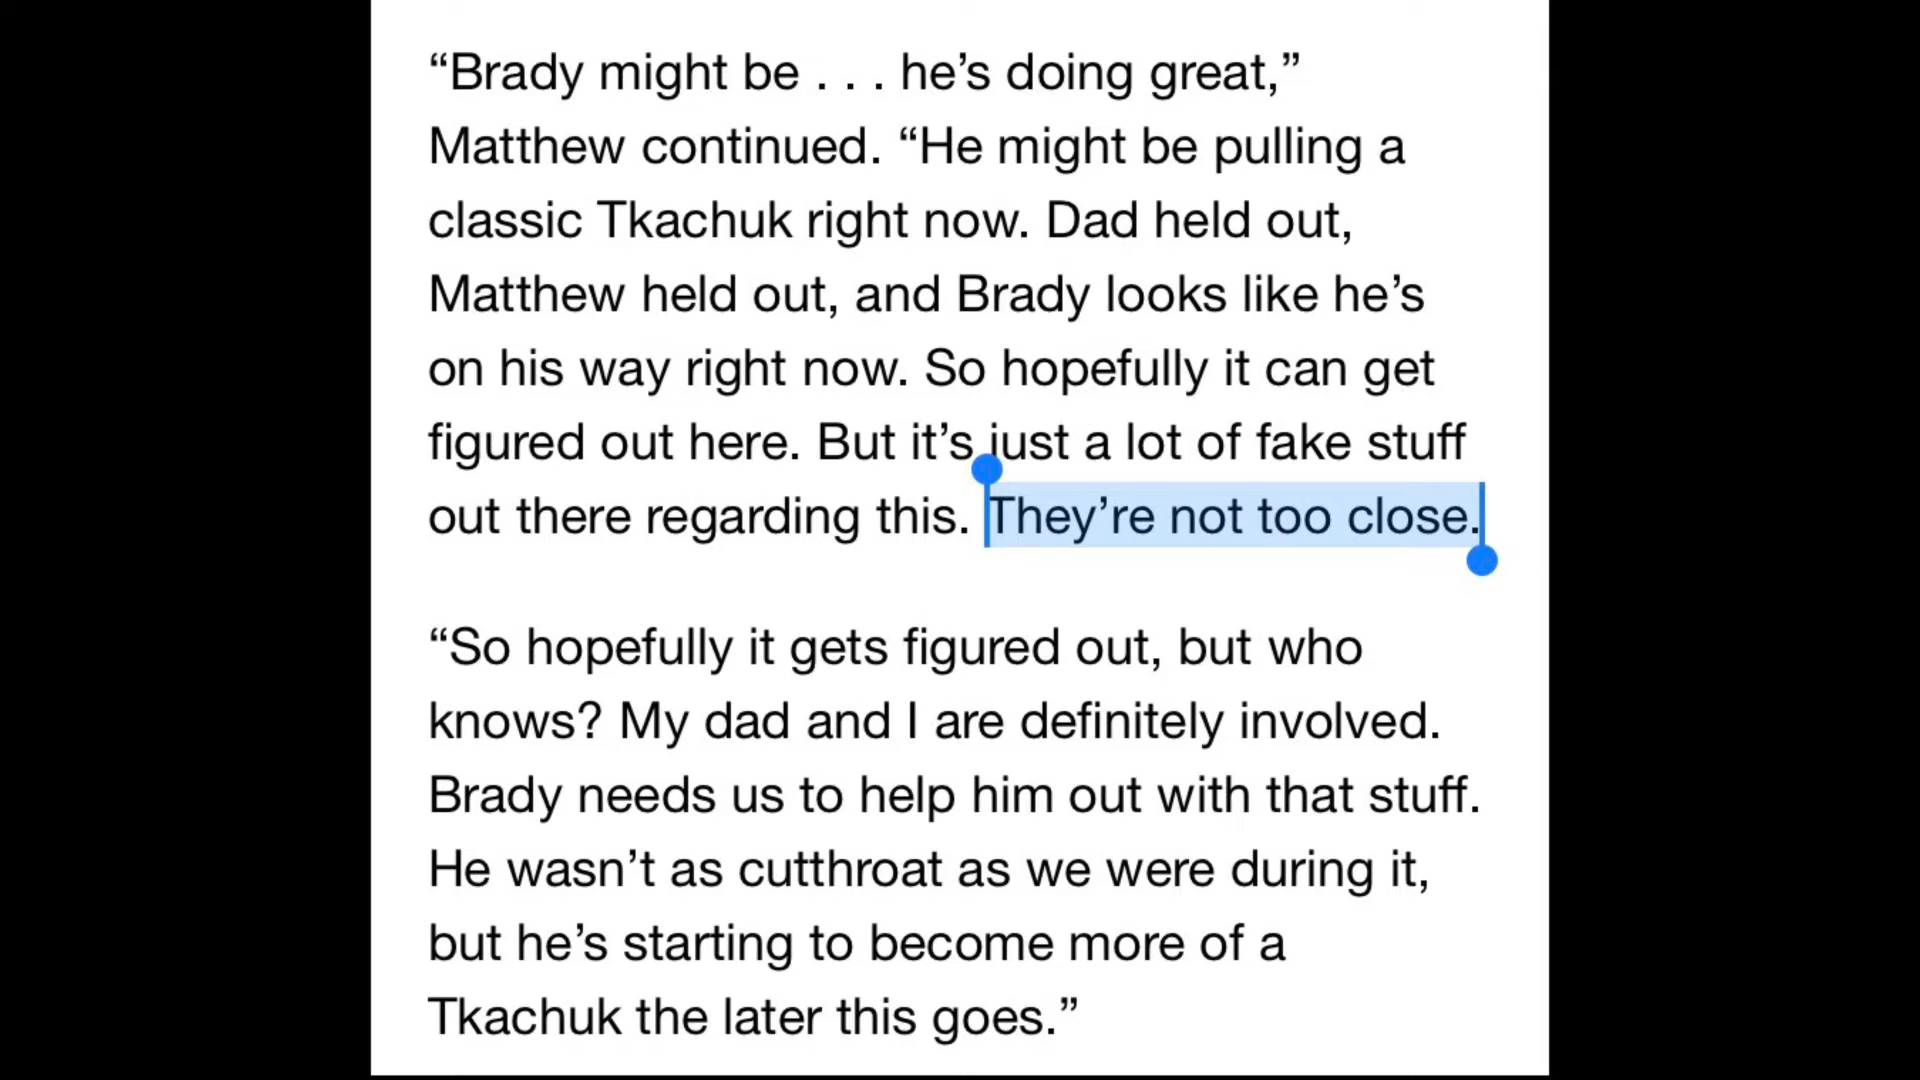 “Brady might be . . . he’s doing great,”
Matthew continued. “He might be pulling a
classic Tkachuk right now. Dad held out,
Matthew held out, and Brady looks like he’s
on his way right now. So hopefully it can get
figured out here. But it’s just a lot of fake stuff
out there regarding this. They’re not too close.
“So hopefully it gets figured out, but who
knows? My dad and I are definitely involved.
Brady needs us to help him out with that stuff.
He wasn’t as cutthroat as we were during it,
but he’s starting to become more of a
Tkachuk the later this goes.”